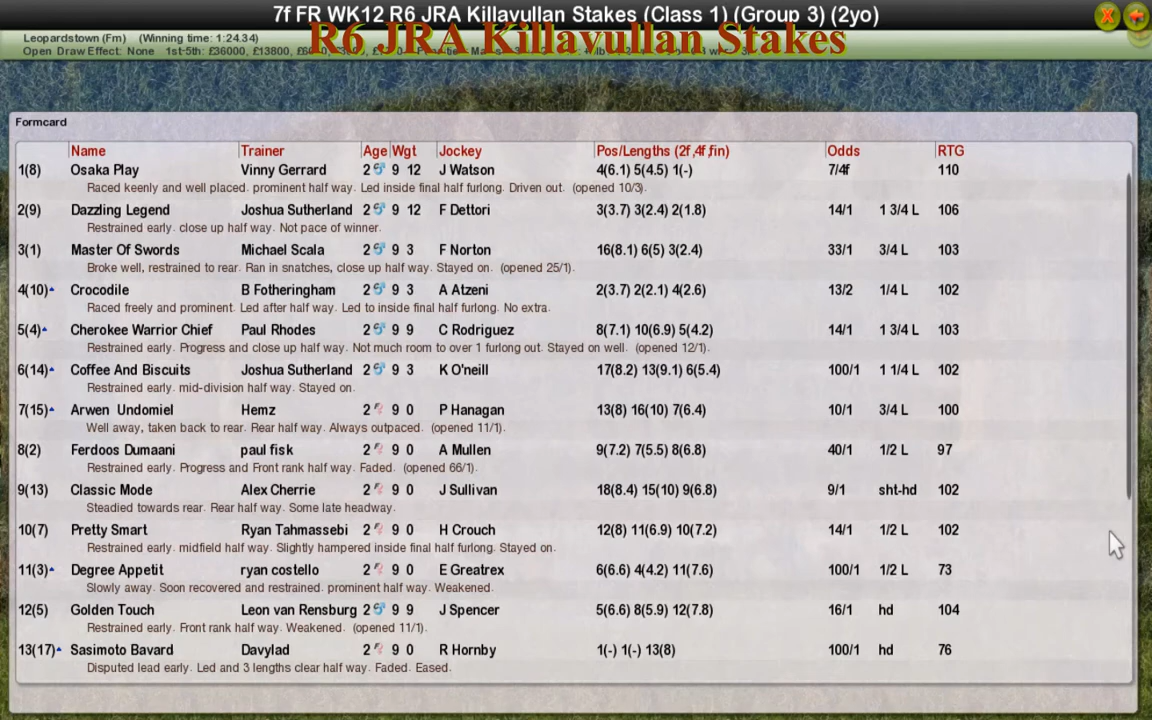 7f FR WK12 R6 JRA Killavullan Stakes (Class 1) (Group 3) (2yo)
R6 JRA Killavullan Stakes
Leopardstown (Fm) (Winning time: 1:24.34)
Open Draw Effect: None 1st-5th: £36000, £13800,
Formcard
Name Trainer Age Wgt Jockey Pos/Lengths (2f,4f,fin) Odds RTG
1(8) Osaka Play Vinny Gerrard 2 9 12 J Watson 4(6.1) 5(4.5) 1(-) 7/4f 110
Raced keenly and well placed. prominent half way. Led inside final half furlong. Driven out. (opened 10/3).
2(9) Dazzling Legend Joshua Sutherland 2 9 12 F Dettori 3(3.7) 3(2.4) 2(1.8) 14/1 1 3/4 L 106
Restrained early. close up half way. Not pace of winner.
3(1) Master Of Swords Michael Scala 2 9 3 F Norton 16(8.1) 6(5) 3(2.4) 33/1 3/4 L 103
Broke well, restrained to rear. Ran in snatches, close up half way. Stayed on. (opened 25/1).
4(10) Crocodile B Fotheringham 2 9 3 A Atzeni 2(3.7) 2(2.1) 4(2.6) 13/2 1/4 L 102
Raced freely and prominent. Led after half way. Led to inside final half furlong. No extra.
5(4) Cherokee Warrior Chief Paul Rhodes 2 9 9 C Rodriguez 8(7.1) 10(6.9) 5(4.2) 14/1 1 3/4 L 103
Restrained early. Progress and close up half way. Not much room to over 1 furlong out. Stayed on well. (opened 12/1).
6(14) Coffee And Biscuits Joshua Sutherland 2 9 3 K O'neill 17(8.2) 13(9.1) 6(5.4) 100/1 1 1/4 L 102
Restrained early. mid-division half way. Stayed on.
7(15) Arwen Undomiel Hemz 2 9 0 P Hanagan 13(8) 16(10) 7(6.4) 10/1 3/4 L 100
Well away, taken back to rear. Rear half way. Always outpaced. (opened 11/1).
8(2) Ferdoos Dumaani paul fisk 2 9 0 A Mullen 9(7.2) 7(5.5) 8(6.8) 40/1 1/2 L 97
Restrained early. Progress and Front rank half way. Faded. (opened 66/1).
9(13) Classic Mode Alex Cherrie 2 9 0 J Sullivan 18(8.4) 15(10) 9(6.8) 9/1 sht-hd 102
Steadied towards rear. Rear half way. Some late headway.
10(7) Pretty Smart Ryan Tahmassebi 2 9 0 H Crouch 12(8) 11(6.9) 10(7.2) 14/1 1/2 L 102
Restrained early. midfield half way. Slightly hampered inside final half furlong. Stayed on.
11(3) Degree Appetit ryan costello 2 9 0 E Greatrex 6(6.6) 4(4.2) 11(7.6) 100/1 1/2 L 73
Slowly away. Soon recovered and restrained. prominent half way. Weakened.
12(5) Golden Touch Leon van Rensburg 2 9 9 J Spencer 5(6.6) 8(5.9) 12(7.8) 16/1 hd 104
Restrained early. Front rank half way. Weakened. (opened 11/1).
13(17) Sasimoto Bavard Davylad 2 9 0 R Hornby 1(-) 1(-) 13(8) 100/1 hd 76
Disputed lead early. Led and 3 lengths clear half way. Faded. Eased.